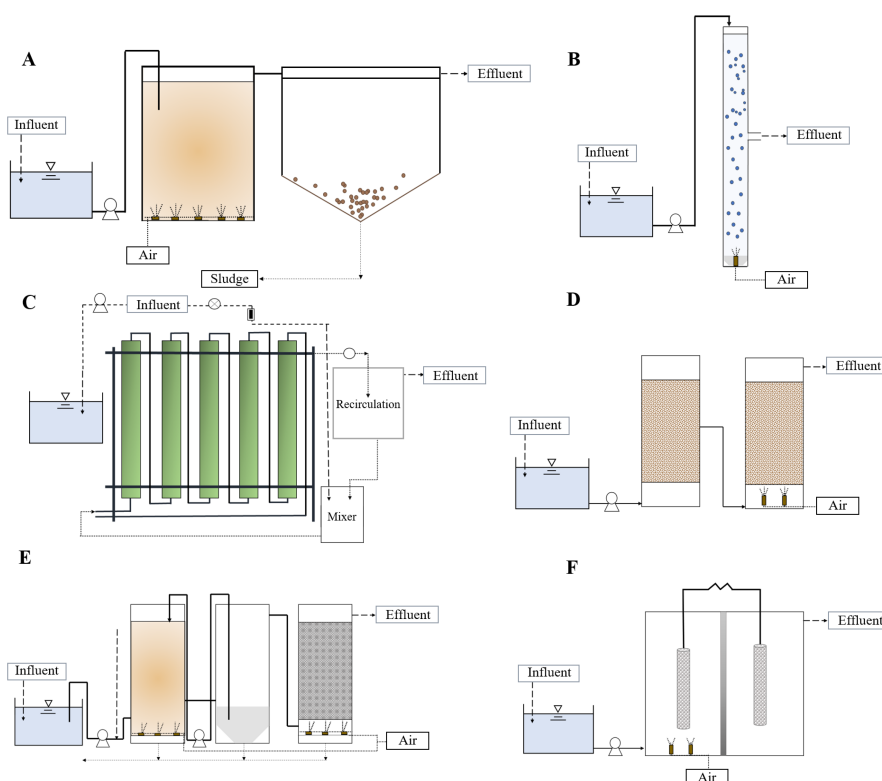 A
Influent
Effluent
Air
Sludge
B
Influent
Effluent
Air
C
Influent
Effluent
Recirculation
Mixer
D
Influent
Effluent
Air
E
Influent
Effluent
Air
F
Influent
Effluent
Air